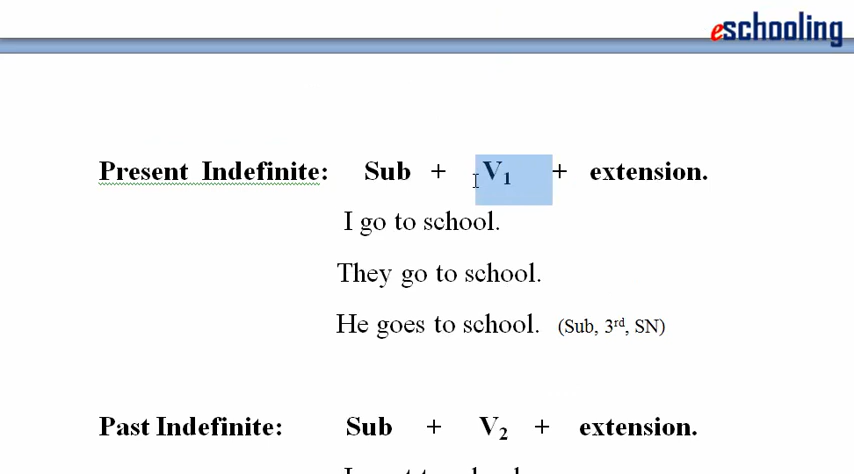 eschooling
Present Indefinite: Sub + V₁ + extension.
I go to school.
They go to school.
He goes to school. (Sub, 3ʳᵈ, SN)
Past Indefinite: Sub + V₂ + extension.